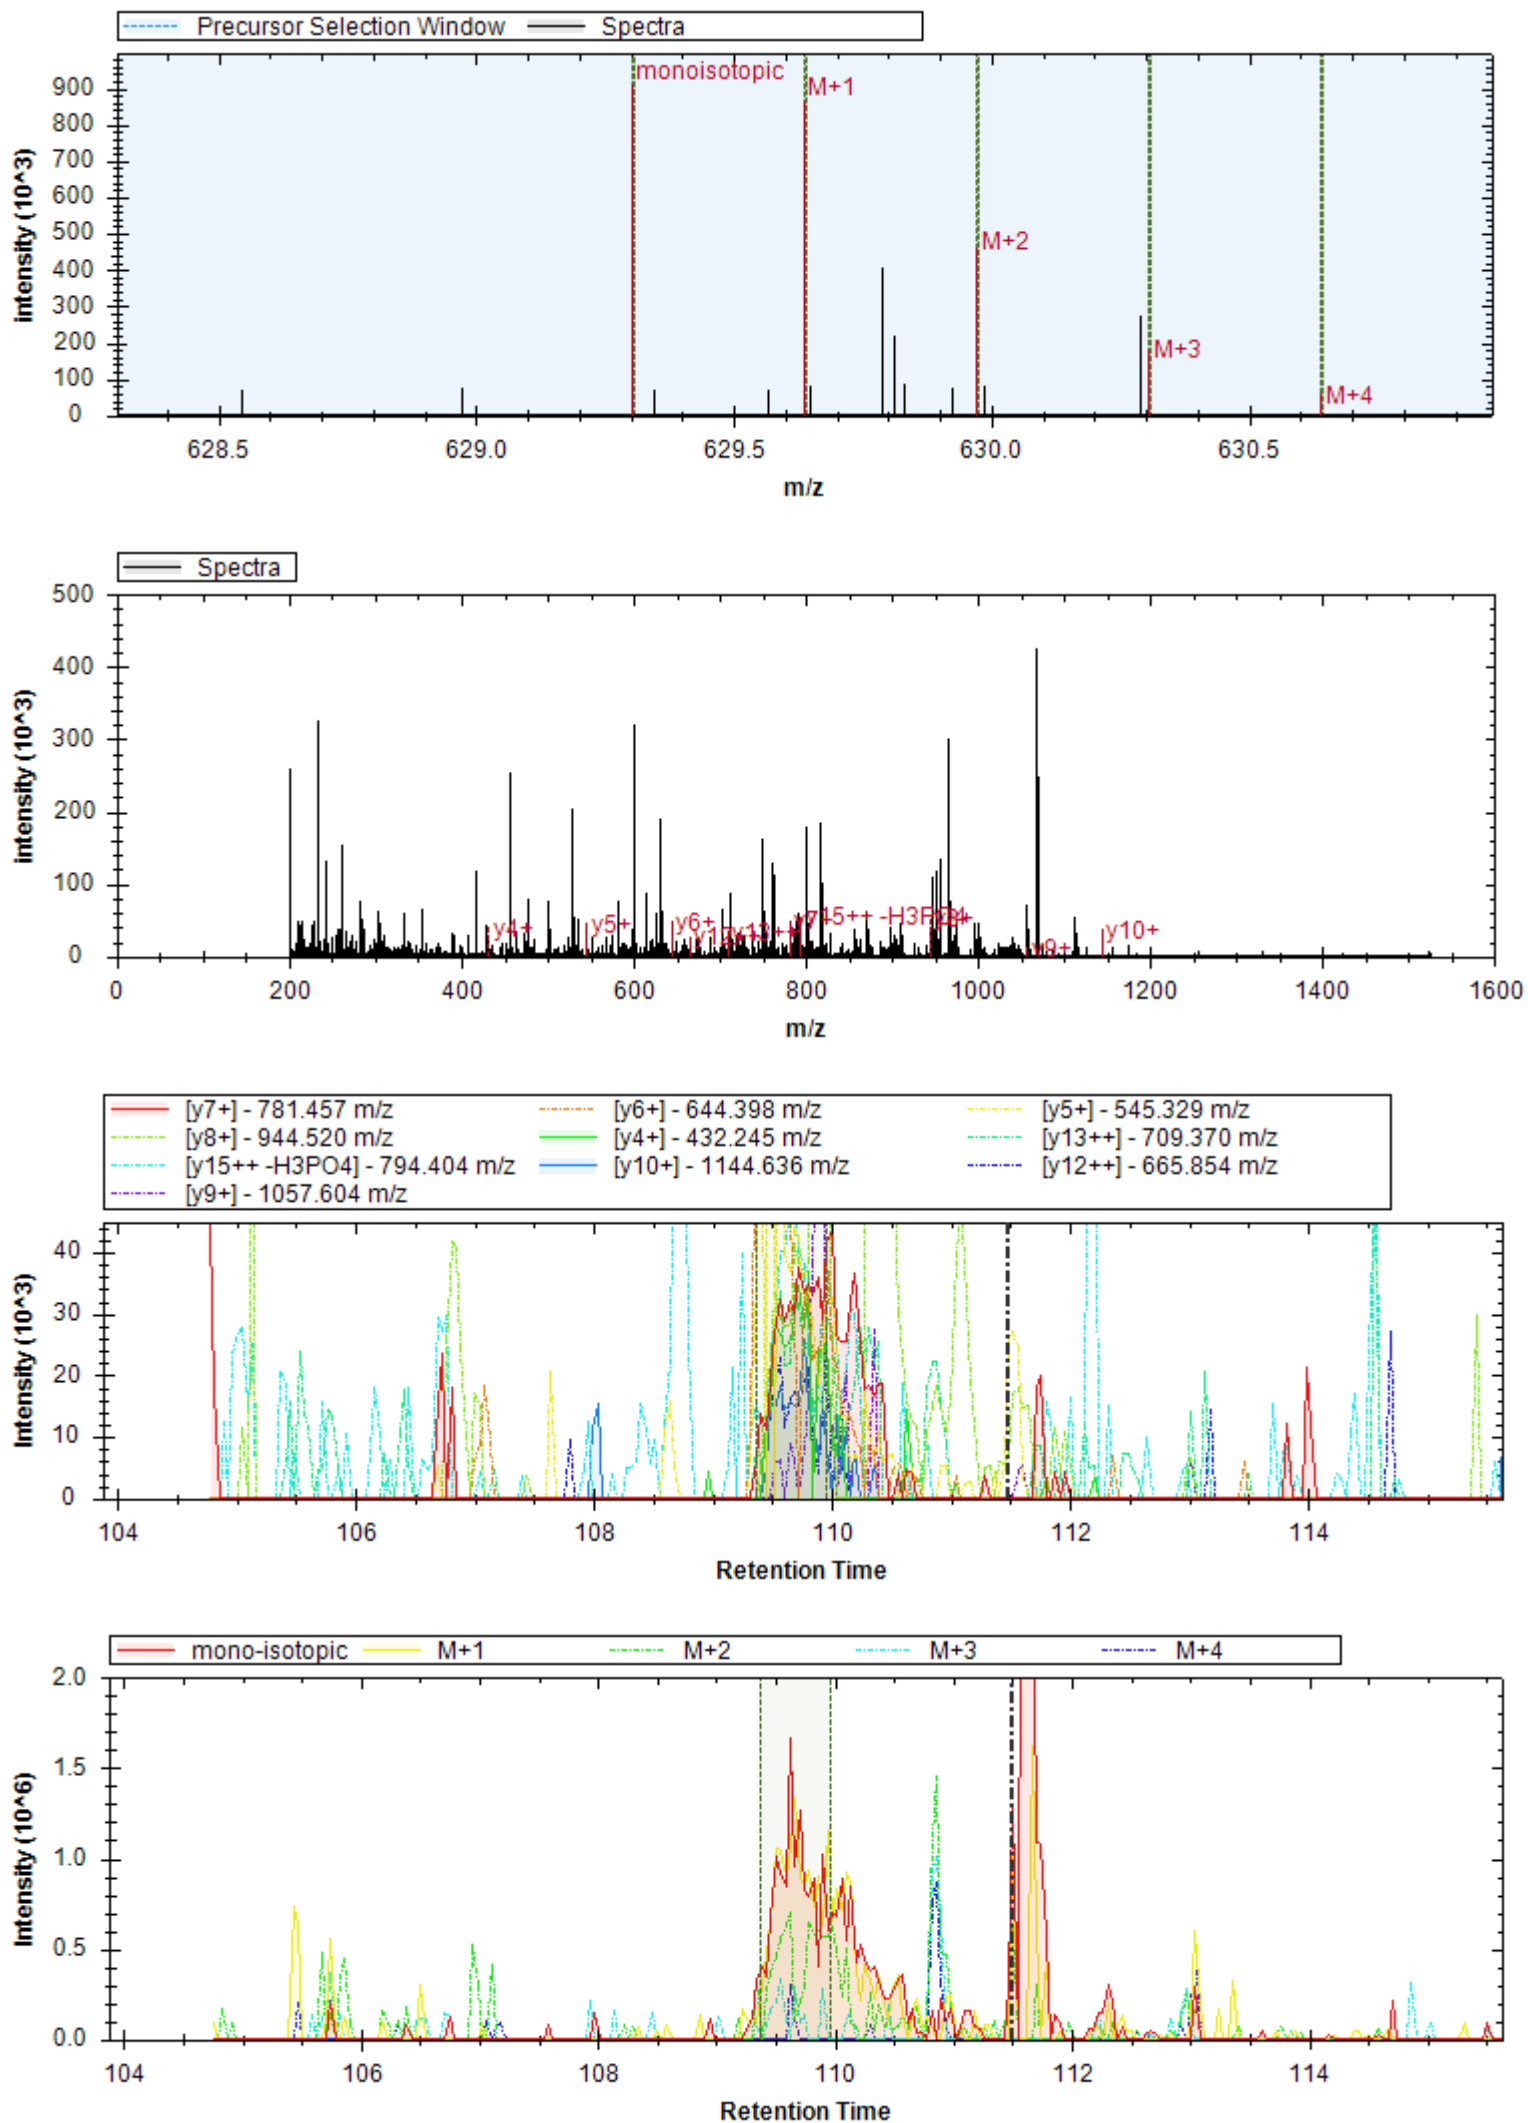 Precursor Selection Window Spectra
monoisotopic
M+1
M+2
M+3
M+4
900
800
700
600
500
400
300
200
100
0
intensity (10^3)
628.5 629.0 629.5 630.0 630.5
m/z
Spectra
500
400
300
200
100
0
intensity (10^3)
y4+ y5+ y6+ y10+
y9+
0 200 400 600 800 1000 1200 1400 1600
m/z
[y7+] - 781.457 m/z [y6+] - 644.398 m/z [y5+] - 545.329 m/z
[y8+] - 944.520 m/z [y4+] - 432.245 m/z [y13++] - 709.370 m/z
[y15++ -H3PO4] - 794.404 m/z [y10+] - 1144.636 m/z [y12++] - 665.854 m/z
[y9+] - 1057.604 m/z
40
30
20
10
0
Intensity (10^3)
104 106 108 110 112 114
Retention Time
mono-isotopic M+1 M+2 M+3 M+4
2.0
1.5
1.0
0.5
0.0
Intensity (10^6)
104 106 108 110 112 114
Retention Time